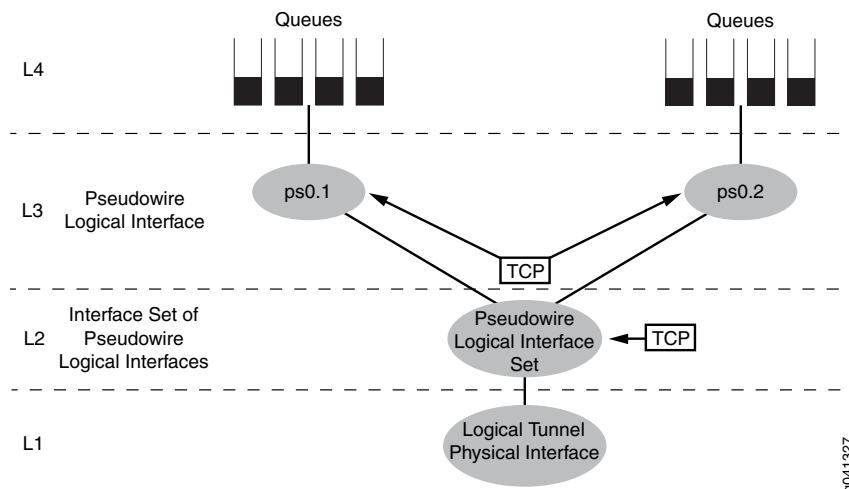 Queues
Queues
L4
L3
Pseudowire
Logical Interface
ps0.1
ps0.2
TCP
L2
Interface Set of
Pseudowire
Logical Interfaces
Pseudowire
Logical Interface
Set
TCP
L1
Logical Tunnel
Physical Interface
g041327